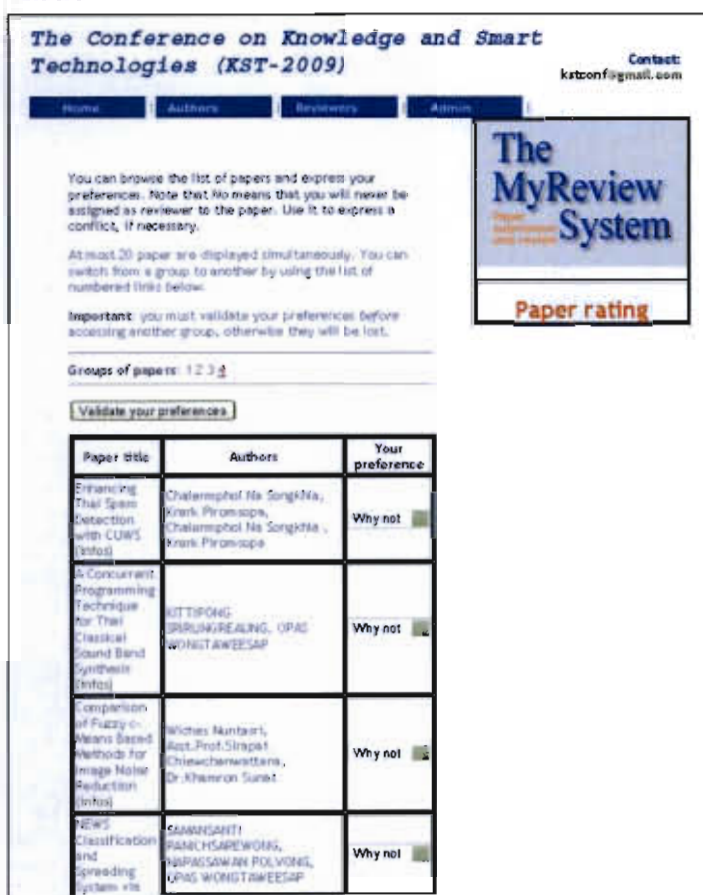 The Conference on Knowledge and Smart
Technologies (KST-2009)
Contact:
kstconf@gmail.com
Home
Authors
Reviewers
Admin
The
MyReview
System
Paper rating
You can browse the list of papers and express your
preferences. Note that No means that you will never be
assigned as reviewer to the paper. Use it to express a
conflict, if necessary.
At most 20 paper are displayed simultaneously. You can
switch from a group to another by using the list of
numbered links below.
Important: you must validate your preferences before
accessing another group, otherwise they will be lost.
Groups of papers: 1 2 3 4
Validate your preferences
Paper title
Authors
Your
preference
Enhancing
Thai Spam
Detection
with CUWS
(Infos)
Chalermphol Na SongkhLa,
Krerk Piromsopa,
Chalermphol Na
Krerk Piromsopa
Why not
A Concurrent
Programming
Technique
for Thai
Classical
Sound Band
Synthesis
(Infos)
KITTIPONG
OPAS
WONGTAWEESAP
Why not
Comparison
of Fuzzy c-
Means Based
Methods for
Image Noise
Reduction
(Infos)
Asst.Prof.Sirapat
Chiewchanwattana,
Dr.Khamron Sunat
Why not
NEWS
Classification
and
Spreading
System via
SAMANSANTI
PANICHSAPEWONG,
NAPASSAWAN POLVONG,
OPAS WONGTAWEESAP
Why not